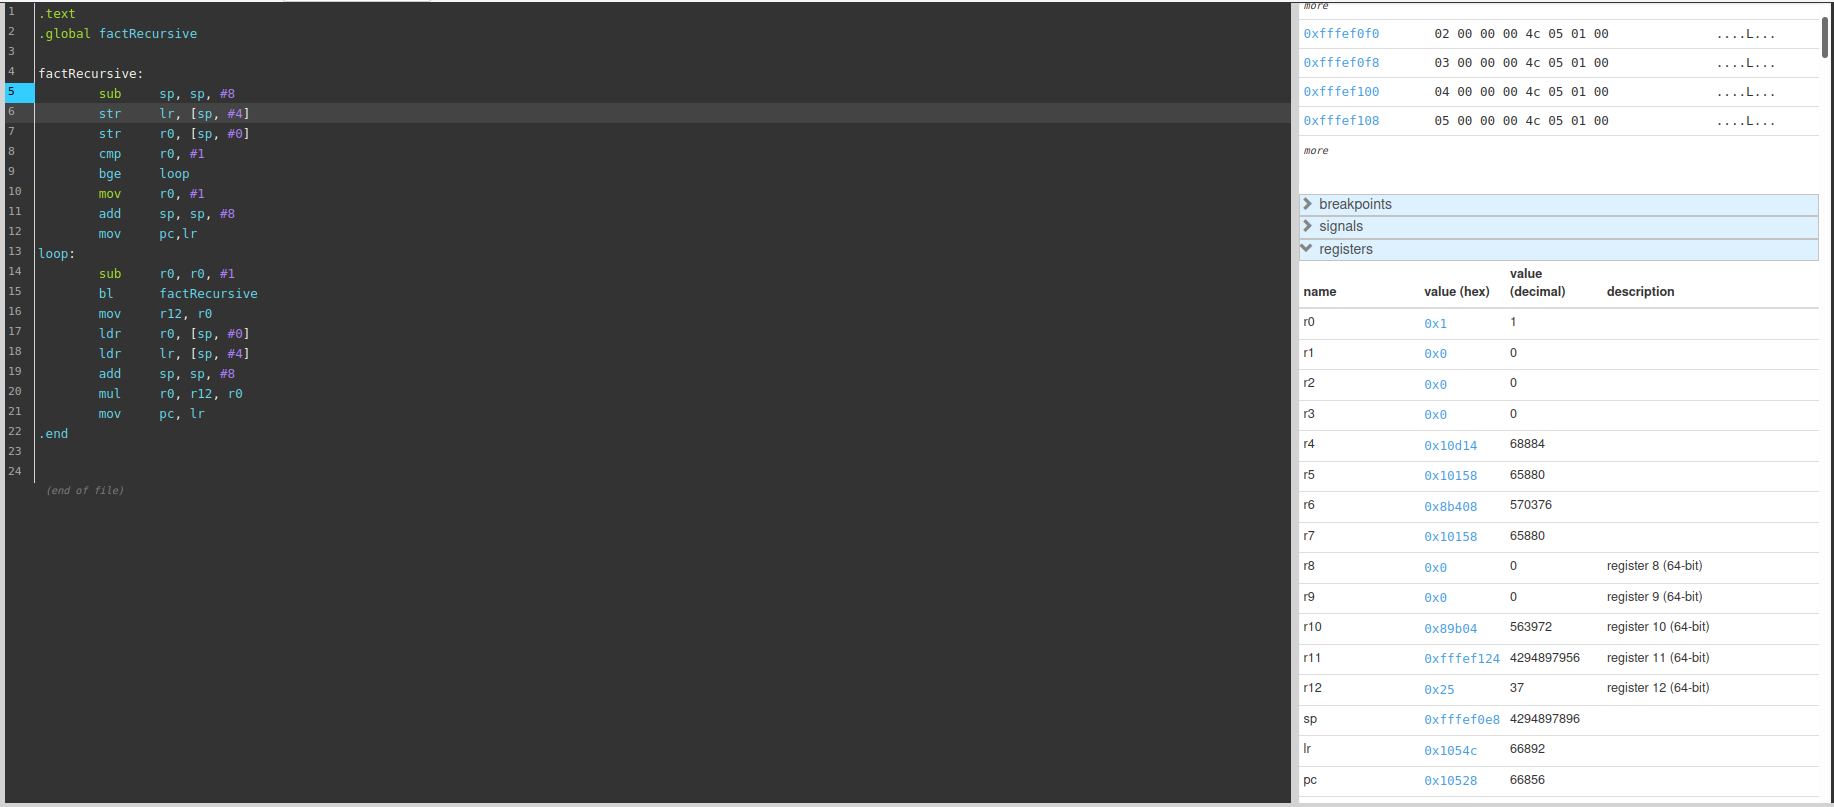 1 .text
2 .global factRecursive
3
4 factRecursive:
5 sub sp, sp, #8
6 str lr, [sp, #4]
7 str r0, [sp, #0]
8 cmp r0, #1
9 bge loop
10 mov r0, #1
11 add sp, sp, #8
12 mov pc,lr
13 loop:
14 sub r0, r0, #1
15 bl factRecursive
16 mov r12, r0
17 ldr r0, [sp, #0]
18 ldr lr, [sp, #4]
19 add sp, sp, #8
20 mul r0, r12, r0
21 mov pc, lr
22 .end
23
24
(end of file)
more
0xfffef0f0 02 00 00 00 4c 05 01 00 ....L...
0xfffef0f8 03 00 00 00 4c 05 01 00 ....L...
0xfffef100 04 00 00 00 4c 05 01 00 ....L...
0xfffef108 05 00 00 00 4c 05 01 00 ....L...
more
breakpoints
signals
registers
name value (hex) value (decimal) description
r0 0x1 1
r1 0x0 0
r2 0x0 0
r3 0x0 0
r4 0x10d14 68884
r5 0x10158 65880
r6 0x8b408 570376
r7 0x10158 65880
r8 0x0 0 register 8 (64-bit)
r9 0x0 0 register 9 (64-bit)
r10 0x89b04 563972 register 10 (64-bit)
r11 0xfffef124 4294897956 register 11 (64-bit)
r12 0x25 37 register 12 (64-bit)
sp 0xfffef0e8 4294897896
lr 0x1054c 66892
pc 0x10528 66856